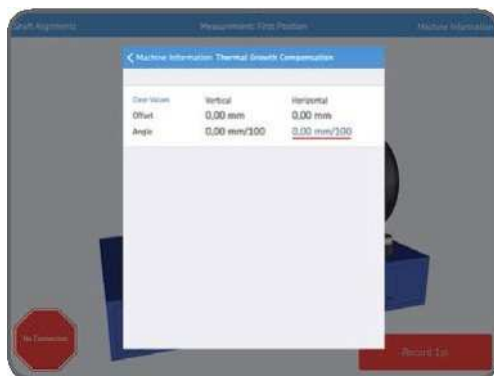 Shaft Alignment
Measurement: First Position
Machine Information
Machine Information Thermal Growth Compensation
Clear Values
Vertical
Horizontal
Offset
0,00 mm
0,00 mm
Angle
0,00 mm/100
0,00 mm/100
No Connection
Record 1st